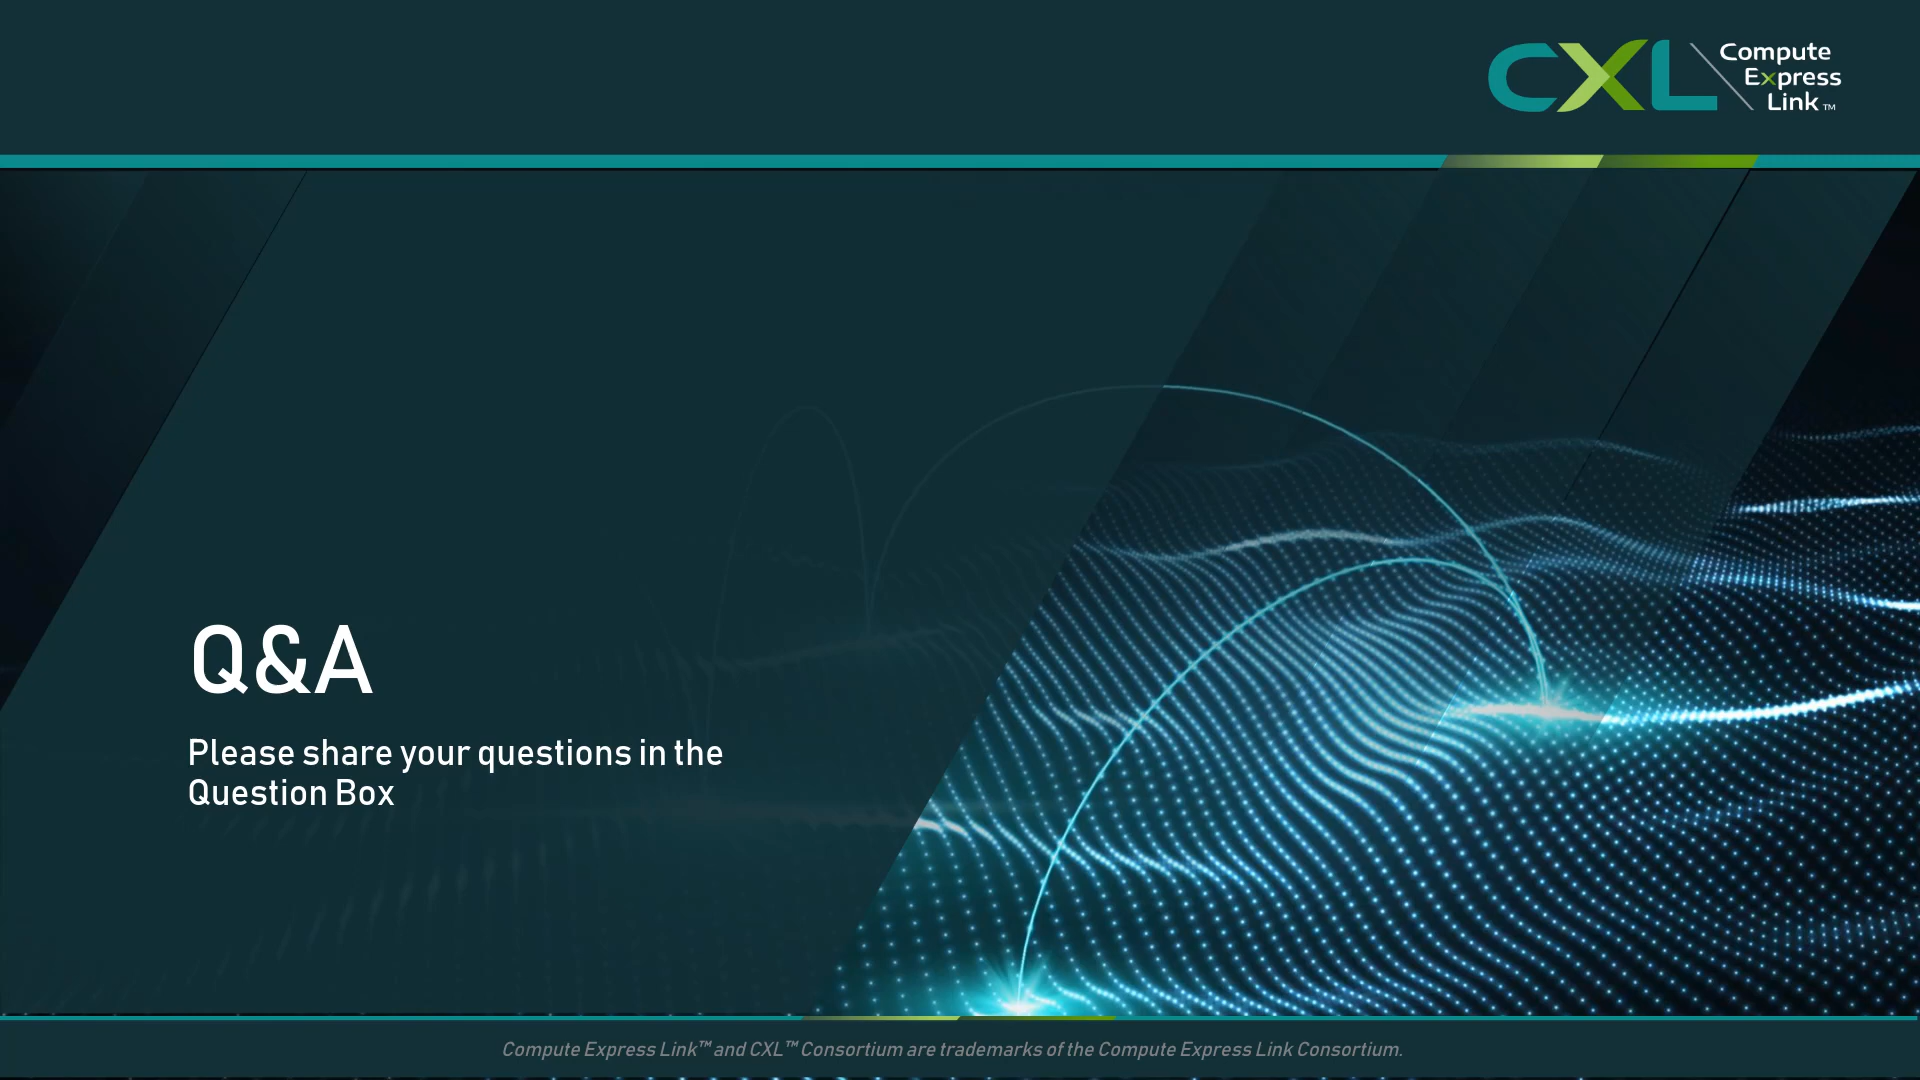 CXL
Compute
Express
Link™
Q&A
Please share your questions in the
Question Box
Compute Express Link™ and CXL™ Consortium are trademarks of the Compute Express Link Consortium.